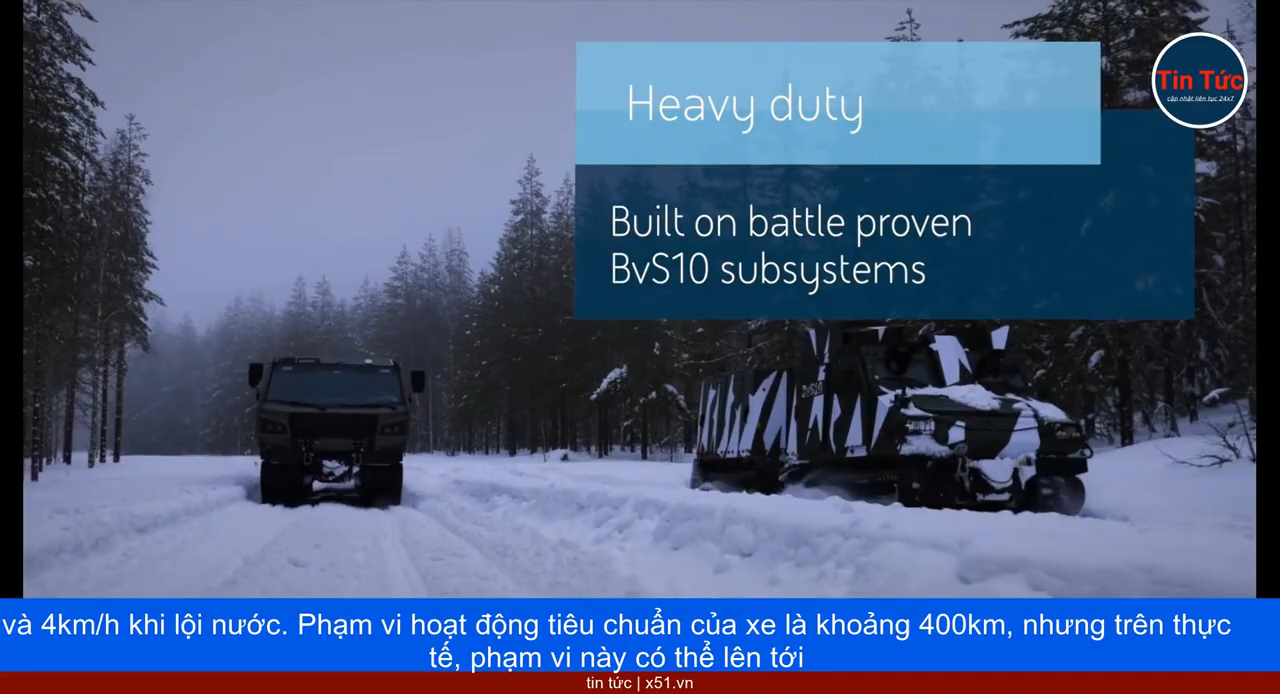 Heavy duty
Tin Tức
cập nhật liên tục 24x7
Built on battle proven
BvS10 subsystems
BvS10
và 4km/h khi lội nước. Phạm vi hoạt động tiêu chuẩn của xe là khoảng 400km, nhưng trên thực
tế, phạm vi này có thể lên tới
tin tức | x51.vn